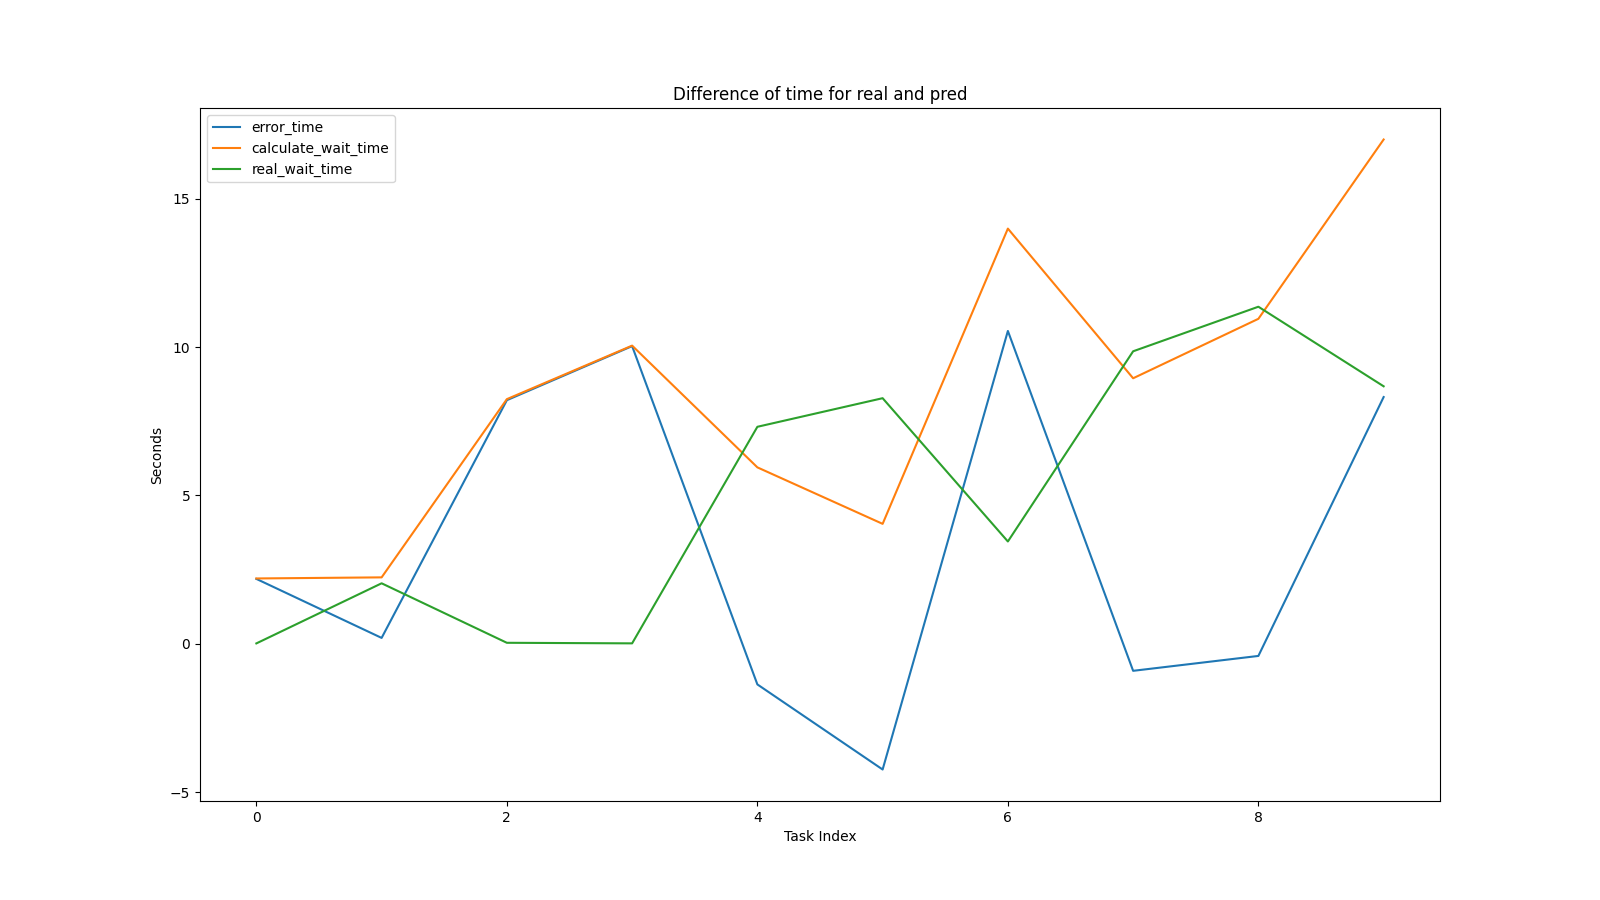 Difference of time for real and pred
error_time
calculate_wait_time
real_wait_time
15
10
5
0
−5
Seconds
0 2 4 6 8
Task Index